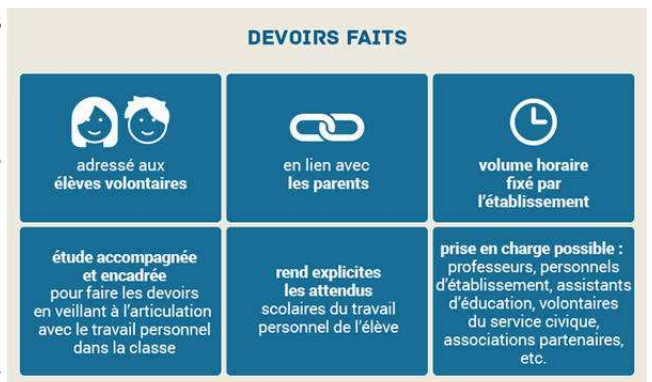 DEVOIRS FAITS
adressé aux
élèves volontaires
en lien avec
les parents
volume horaire
fixé par
l'établissement
étude accompagnée
et encadrée
pour faire les devoirs
en veillant à l'articulation
avec le travail personnel
dans la classe
rend explicites
les attendus
scolaires du travail
personnel de l'élève
prise en charge possible :
professeurs, personnels
d'établissement, assistants
d'éducation, volontaires
du service civique,
associations partenaires,
etc.